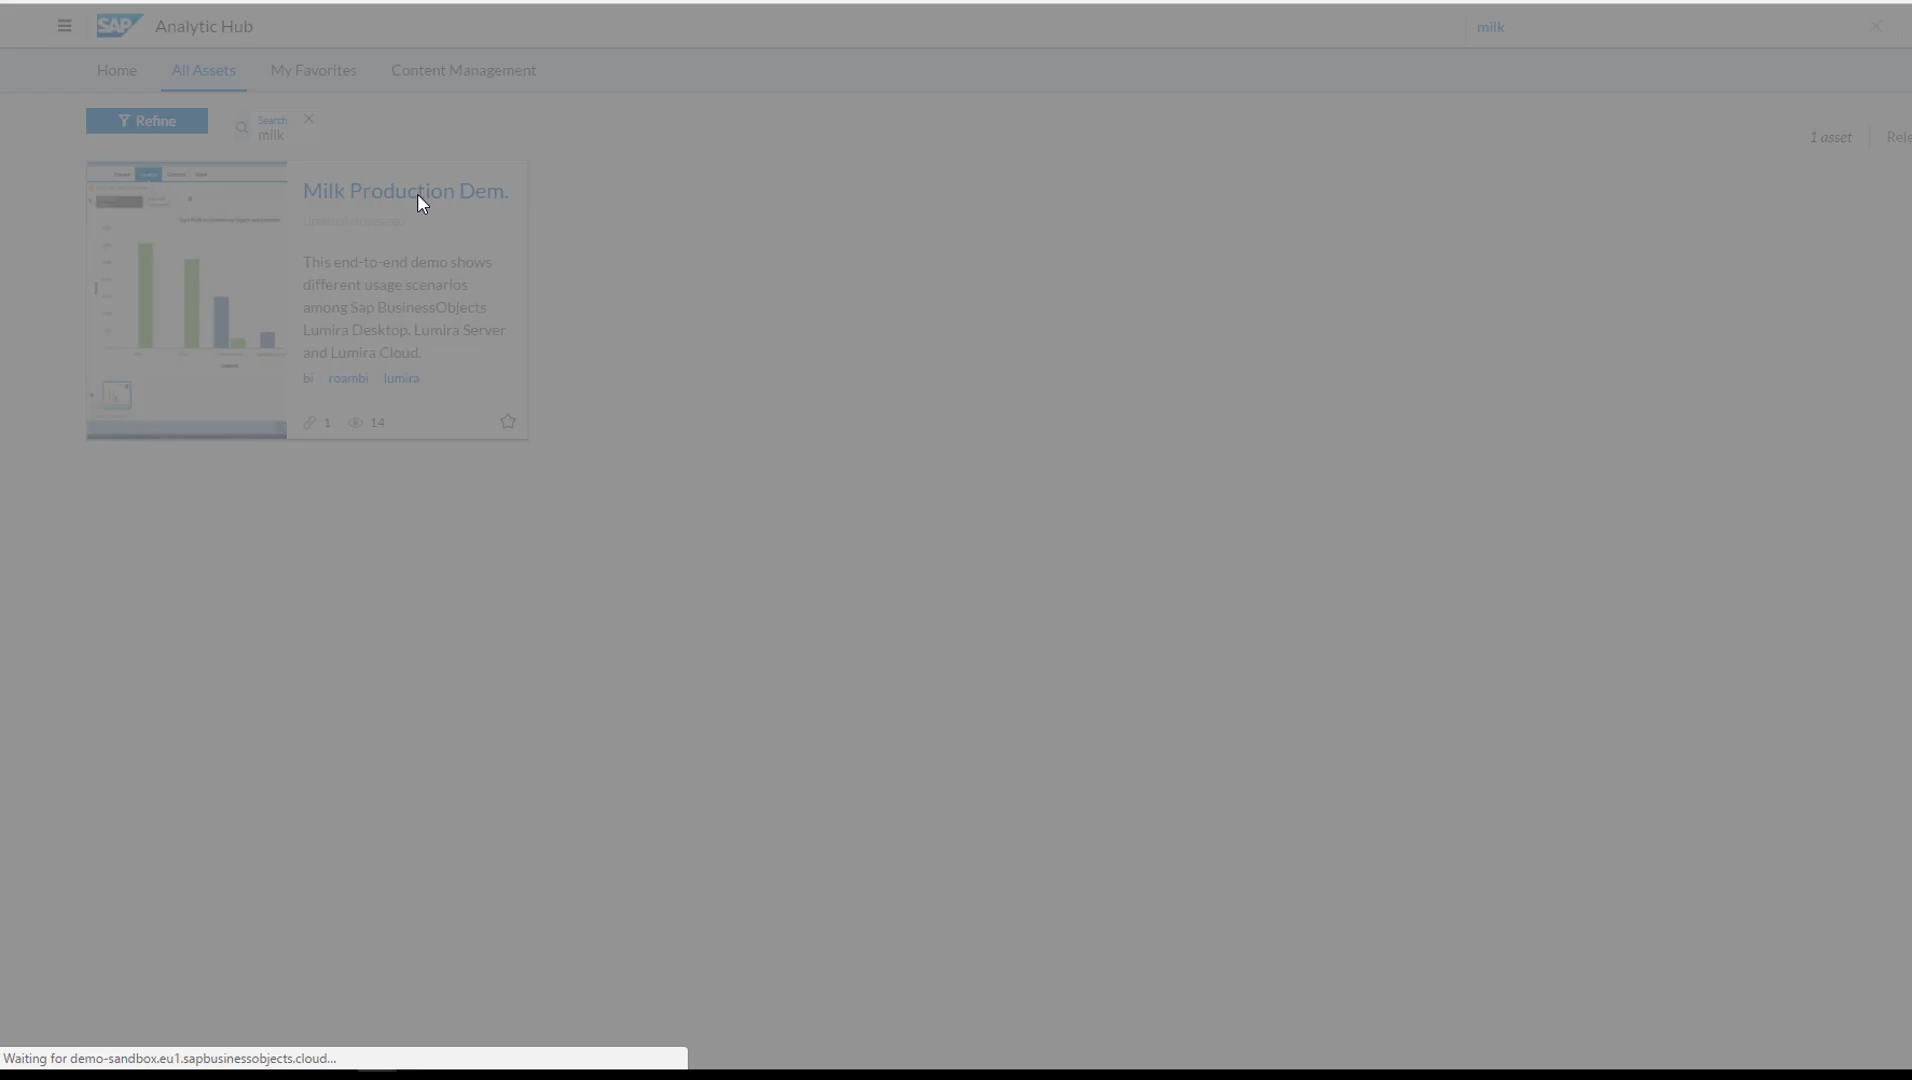 SAP Analytic Hub
milk
Home All Assets My Favorites Content Management
Refine
Search
milk
1 asset
Rele
Milk Production Dem.
This end-to-end demo shows
different usage scenarios
among Sap BusinessObjects
Lumira Desktop, Lumira Server
and Lumira Cloud.
bi roambi lumira
1 14
Waiting for demo-sandbox.eu1.sapbusinessobjects.cloud...